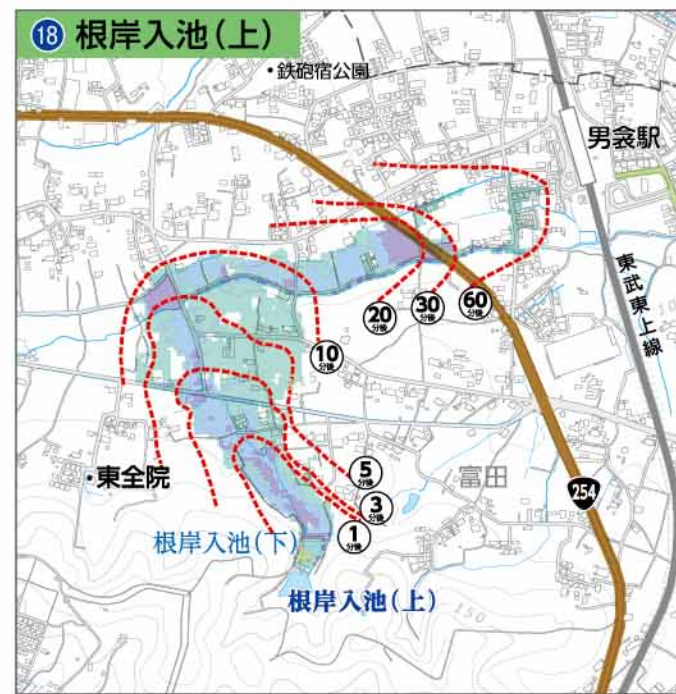 18 根岸入池(上)
鉄砲宿公園
男衾駅
東武東上線
20分後
30分後
60分後
10分後
5分後
3分後
1分後
東全院
富田
254
根岸入池(下)
根岸入池(上)
150